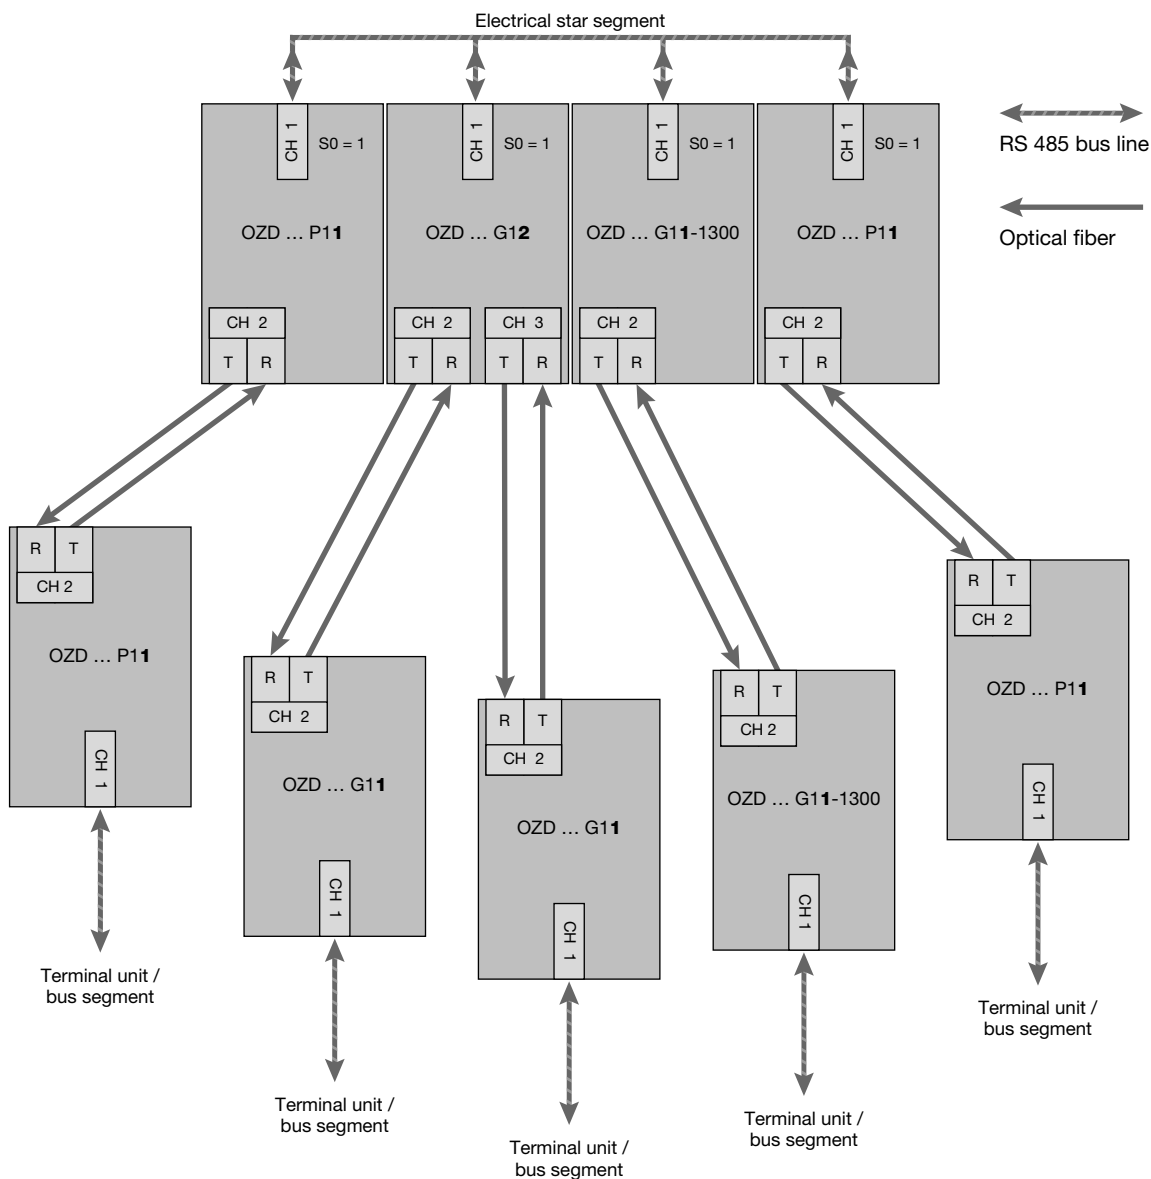 Electrical star segment
CH 1
S0 = 1
CH 1
S0 = 1
CH 1
S0 = 1
CH 1
S0 = 1
RS 485 bus line
Optical fiber
OZD ... P11
OZD ... G12
OZD ... G11-1300
OZD ... P11
CH 2
CH 2
CH 3
CH 2
CH 2
T R
T R
T R
T R
T R
R T
CH 2
OZD ... P11
CH 1
Terminal unit /
bus segment
R T
CH 2
OZD ... G11
CH 1
Terminal unit /
bus segment
R T
CH 2
OZD ... G11
CH 1
Terminal unit /
bus segment
R T
CH 2
OZD ... G11-1300
CH 1
Terminal unit /
bus segment
R T
CH 2
OZD ... P11
CH 1
Terminal unit /
bus segment